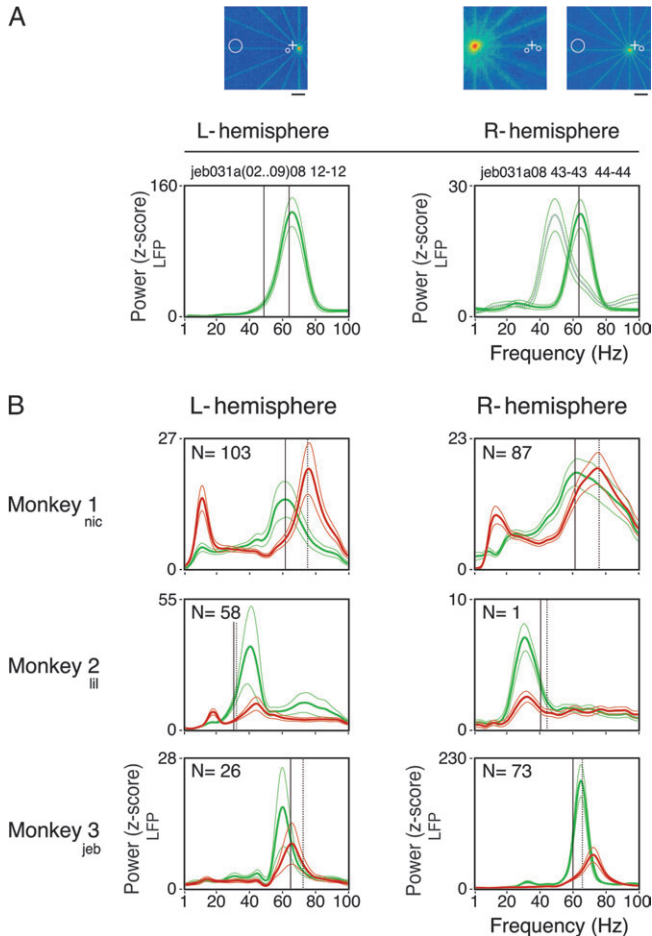 A
L- hemisphere
R- hemisphere
jeb031a(02..09)08 12-12
jeb031a08 43-43 44-44
160
30
Power (z-score)
LFP
Power (z-score)
LFP
0
0
1 20 40 60 80 100
1 20 40 60 80 100
Frequency (Hz)
B
L- hemisphere
R- hemisphere
27
23
N= 103
N= 87
Monkey 1
nic
0
0
55
10
N= 58
N= 1
Monkey 2
lil
0
0
28
230
N= 26
N= 73
Monkey 3
jeb
Power (z-score)
LFP
Power (z-score)
LFP
0
0
1 20 40 60 80 100
1 20 40 60 80 100
Frequency (Hz)